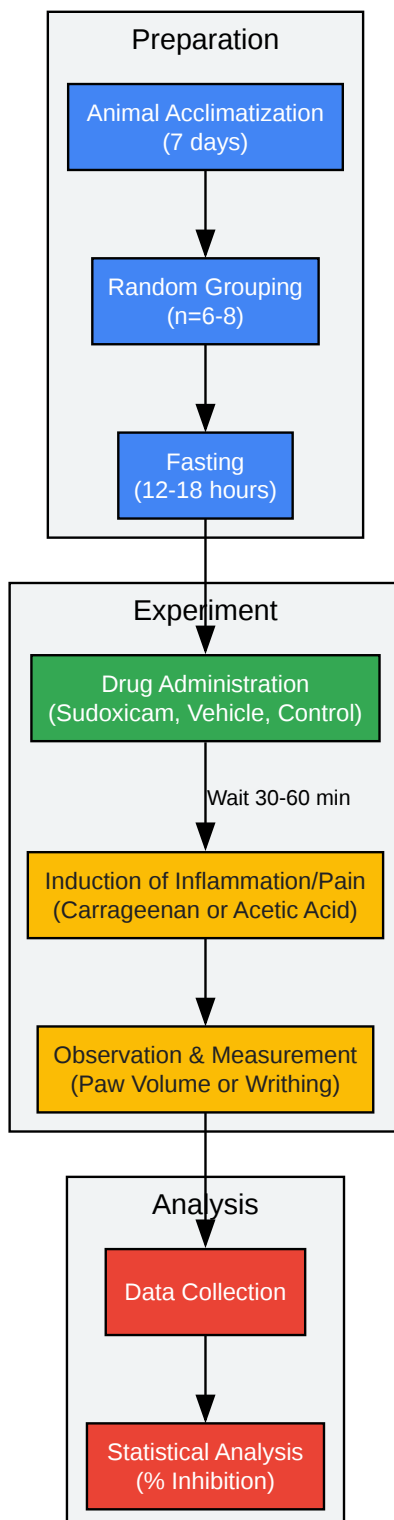 Preparation
Animal Acclimatization
(7 days)
Random Grouping
(n=6-8)
Fasting
(12-18 hours)
Experiment
Drug Administration
(Sudoxicam, Vehicle, Control)
Wait 30-60 min
Induction of Inflammation/Pain
(Carrageenan or Acetic Acid)
Observation & Measurement
(Paw Volume or Writhing)
Analysis
Data Collection
Statistical Analysis
(% Inhibition)